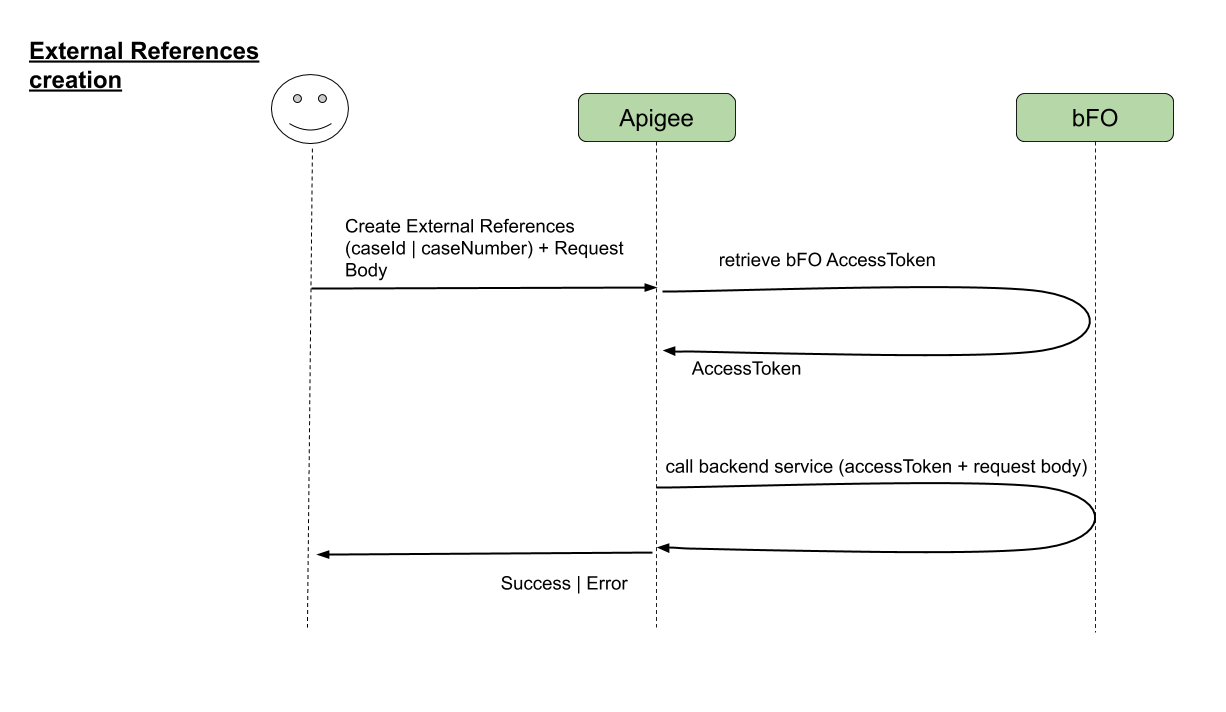 External References
creation
Apigee
bFO
Create External References
(caseId | caseNumber) + Request
Body
retrieve bFO AccessToken
AccessToken
call backend service (accessToken + request body)
Success | Error